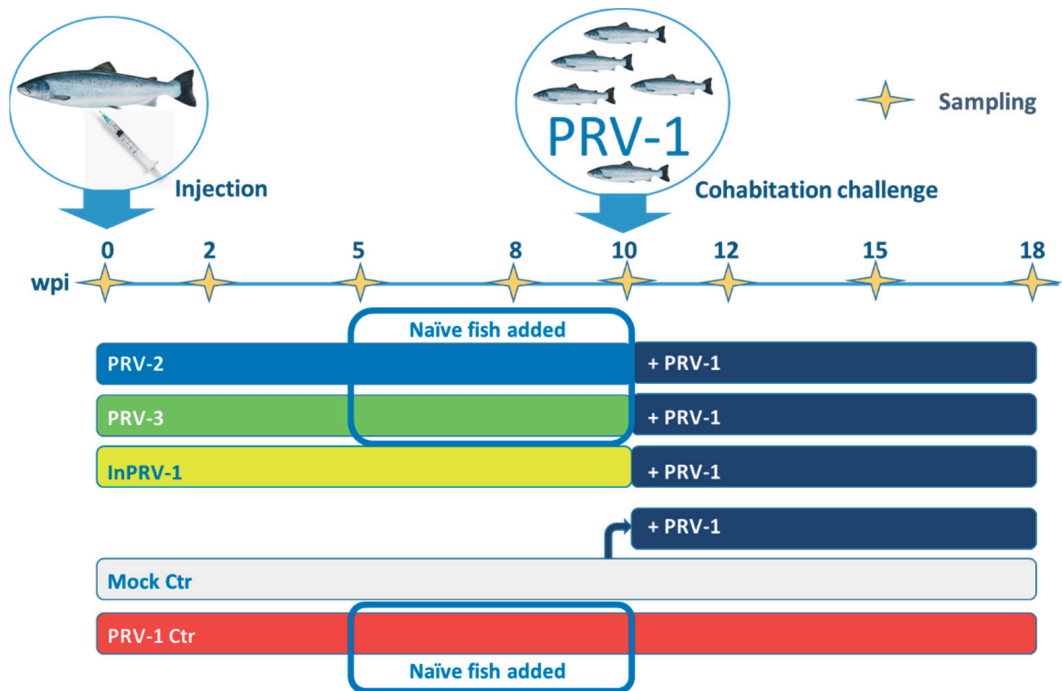 PRV-1
Sampling
Injection
Cohabitation challenge
0 2 5 8 10 12 15 18
wpi
Naïve fish added
PRV-2 + PRV-1
PRV-3 + PRV-1
InPRV-1 + PRV-1
+ PRV-1
Mock Ctr
PRV-1 Ctr
Naïve fish added